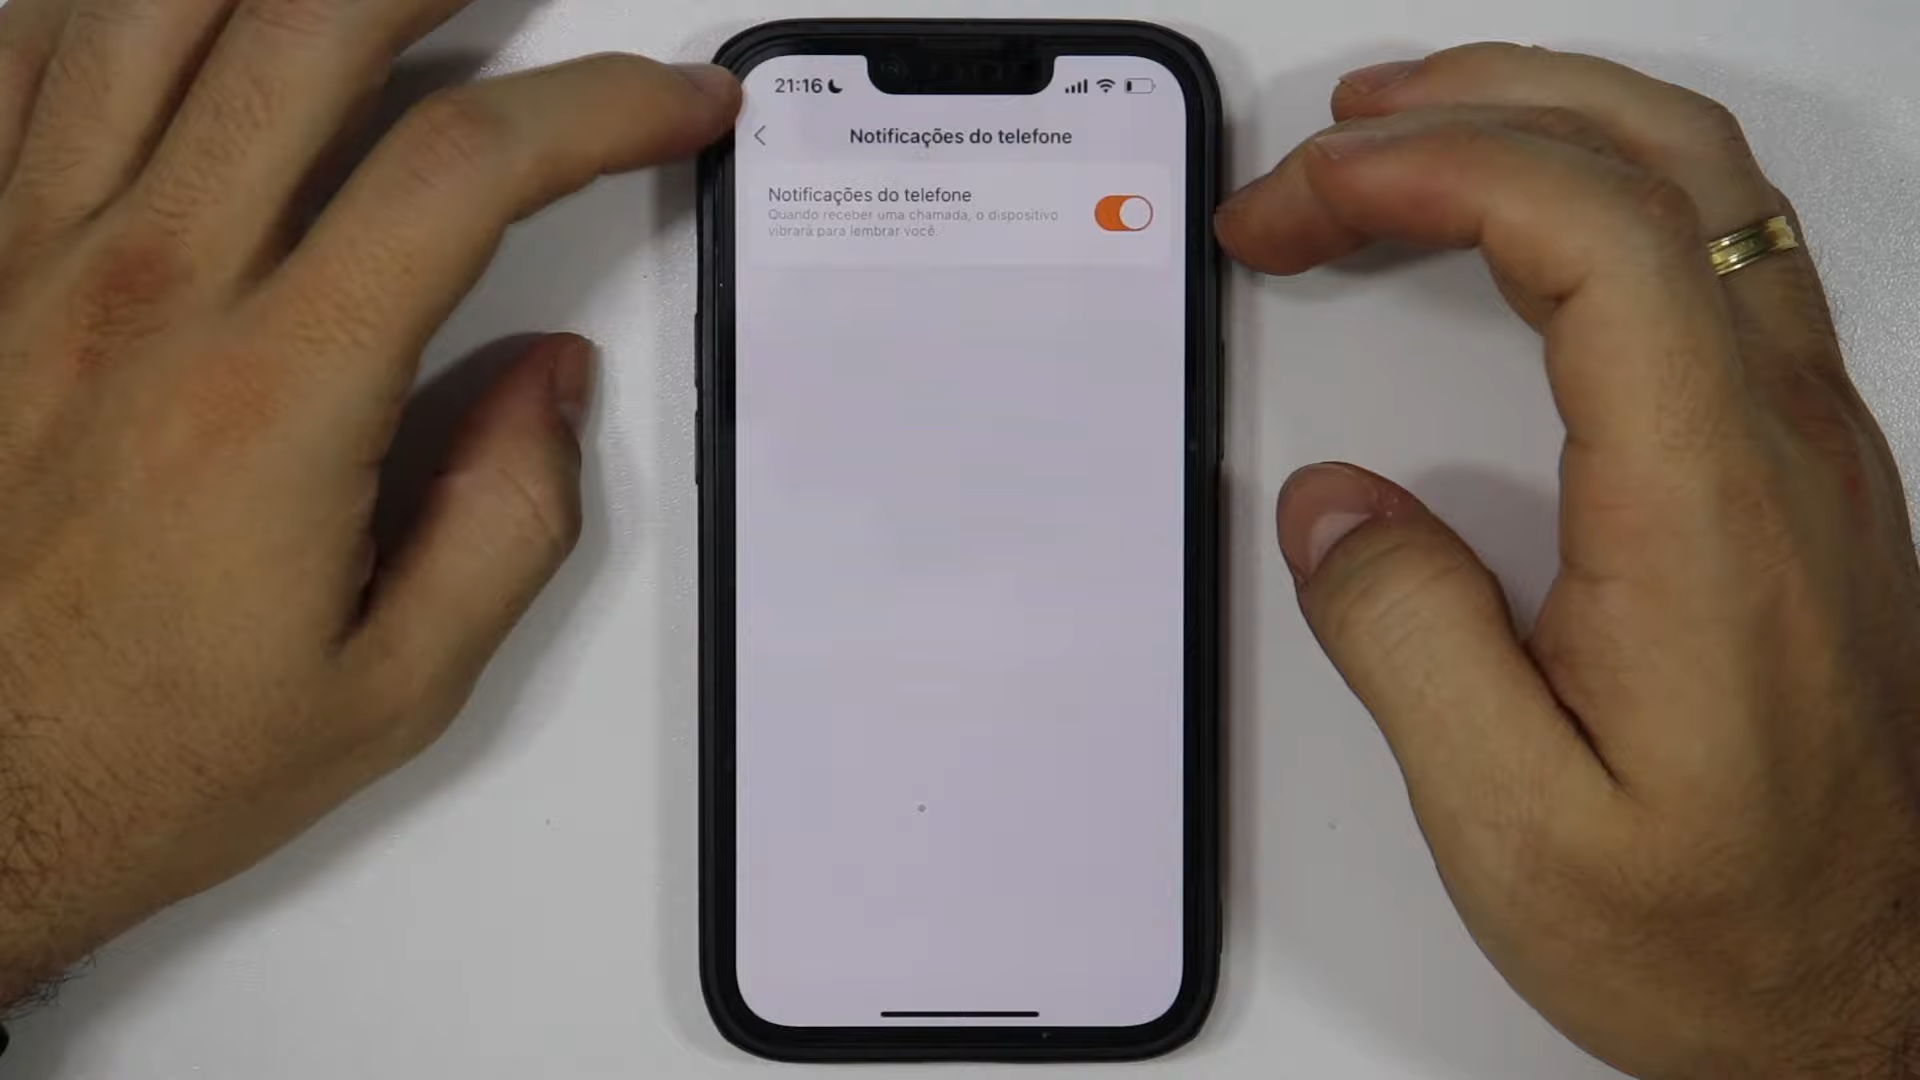 21:16
Notificações do telefone
Notificações do telefone
Quando receber uma chamada, o dispositivo
vibrará para lembrar você.